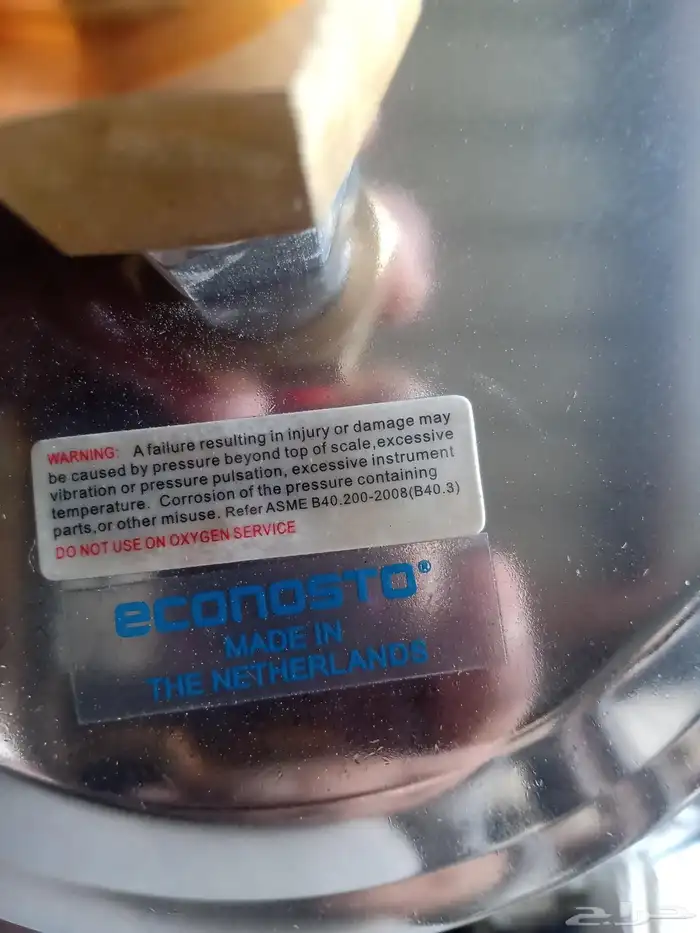 WARNING: A failure resulting in injury or damage may
be caused by pressure beyond top of scale,excessive
vibration or pressure pulsation, excessive instrument
temperature. Corrosion of the pressure containing
parts,or other misuse. Refer ASME B40.200-2008(B40.3)
DO NOT USE ON OXYGEN SERVICE
econosto®
MADE IN
THE NETHERLANDS
حراج